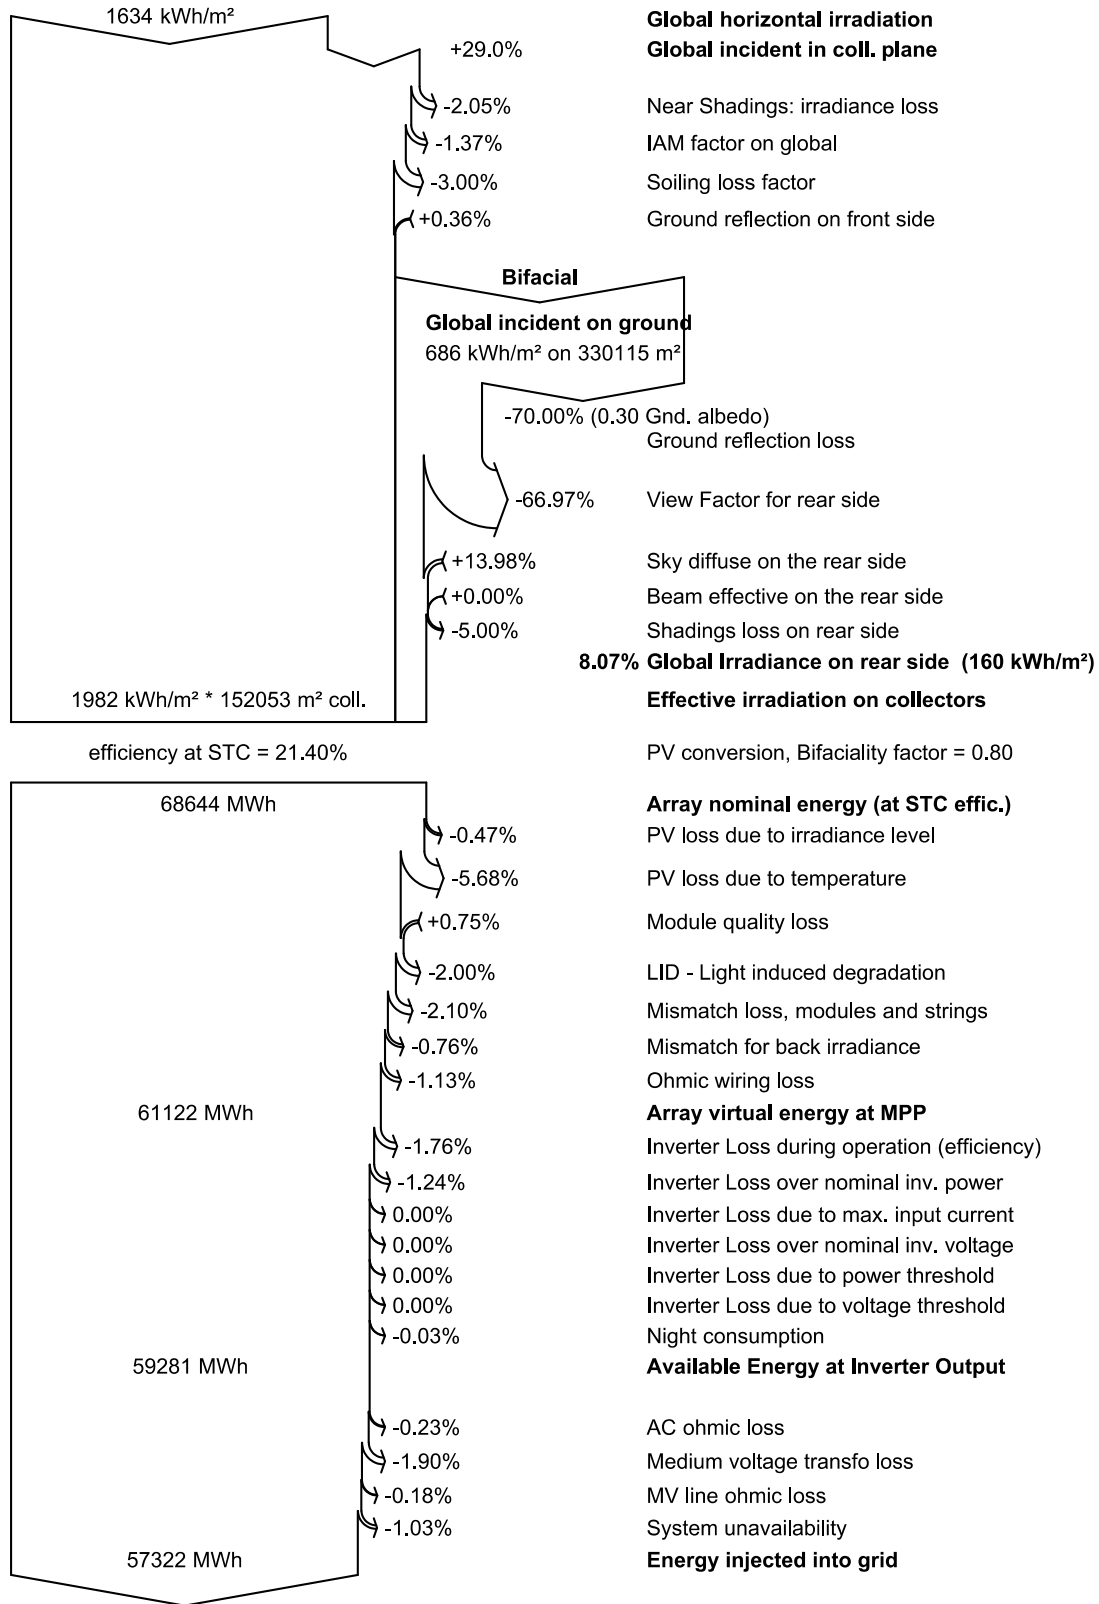 1634 kWh/m² Global horizontal irradiation
+29.0% Global incident in coll. plane
-2.05% Near Shadings: irradiance loss
-1.37% IAM factor on global
-3.00% Soiling loss factor
+0.36% Ground reflection on front side
Bifacial
Global incident on ground
686 kWh/m² on 330115 m²
-70.00% (0.30 Gnd. albedo)
Ground reflection loss
-66.97% View Factor for rear side
+13.98% Sky diffuse on the rear side
+0.00% Beam effective on the rear side
-5.00% Shadings loss on rear side
8.07% Global Irradiance on rear side (160 kWh/m²)
1982 kWh/m² * 152053 m² coll. Effective irradiation on collectors
efficiency at STC = 21.40% PV conversion, Bifaciality factor = 0.80
68644 MWh Array nominal energy (at STC effic.)
-0.47% PV loss due to irradiance level
-5.68% PV loss due to temperature
+0.75% Module quality loss
-2.00% LID - Light induced degradation
-2.10% Mismatch loss, modules and strings
-0.76% Mismatch for back irradiance
-1.13% Ohmic wiring loss
61122 MWh Array virtual energy at MPP
-1.76% Inverter Loss during operation (efficiency)
-1.24% Inverter Loss over nominal inv. power
0.00% Inverter Loss due to max. input current
0.00% Inverter Loss over nominal inv. voltage
0.00% Inverter Loss due to power threshold
0.00% Inverter Loss due to voltage threshold
-0.03% Night consumption
59281 MWh Available Energy at Inverter Output
-0.23% AC ohmic loss
-1.90% Medium voltage transfo loss
-0.18% MV line ohmic loss
-1.03% System unavailability
57322 MWh Energy injected into grid